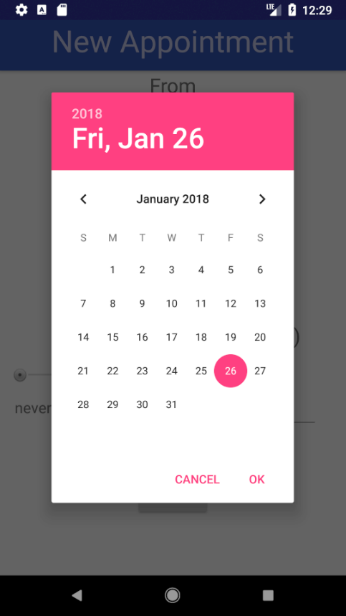 LTE 12:29
New Appointment
From
2018
Fri, Jan 26
January 2018
S M T W T F S
1 2 3 4 5 6
7 8 9 10 11 12 13
14 15 16 17 18 19 20
21 22 23 24 25 26 27
never
28 29 30 31
CANCEL OK